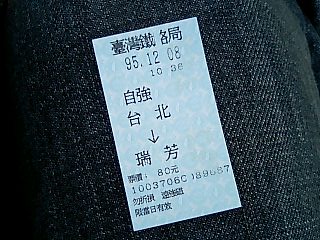 臺灣鐵路局
95.12.08
10 36
自強
台北
↓
瑞芳
票價： 80元
勿折損
限當日有效